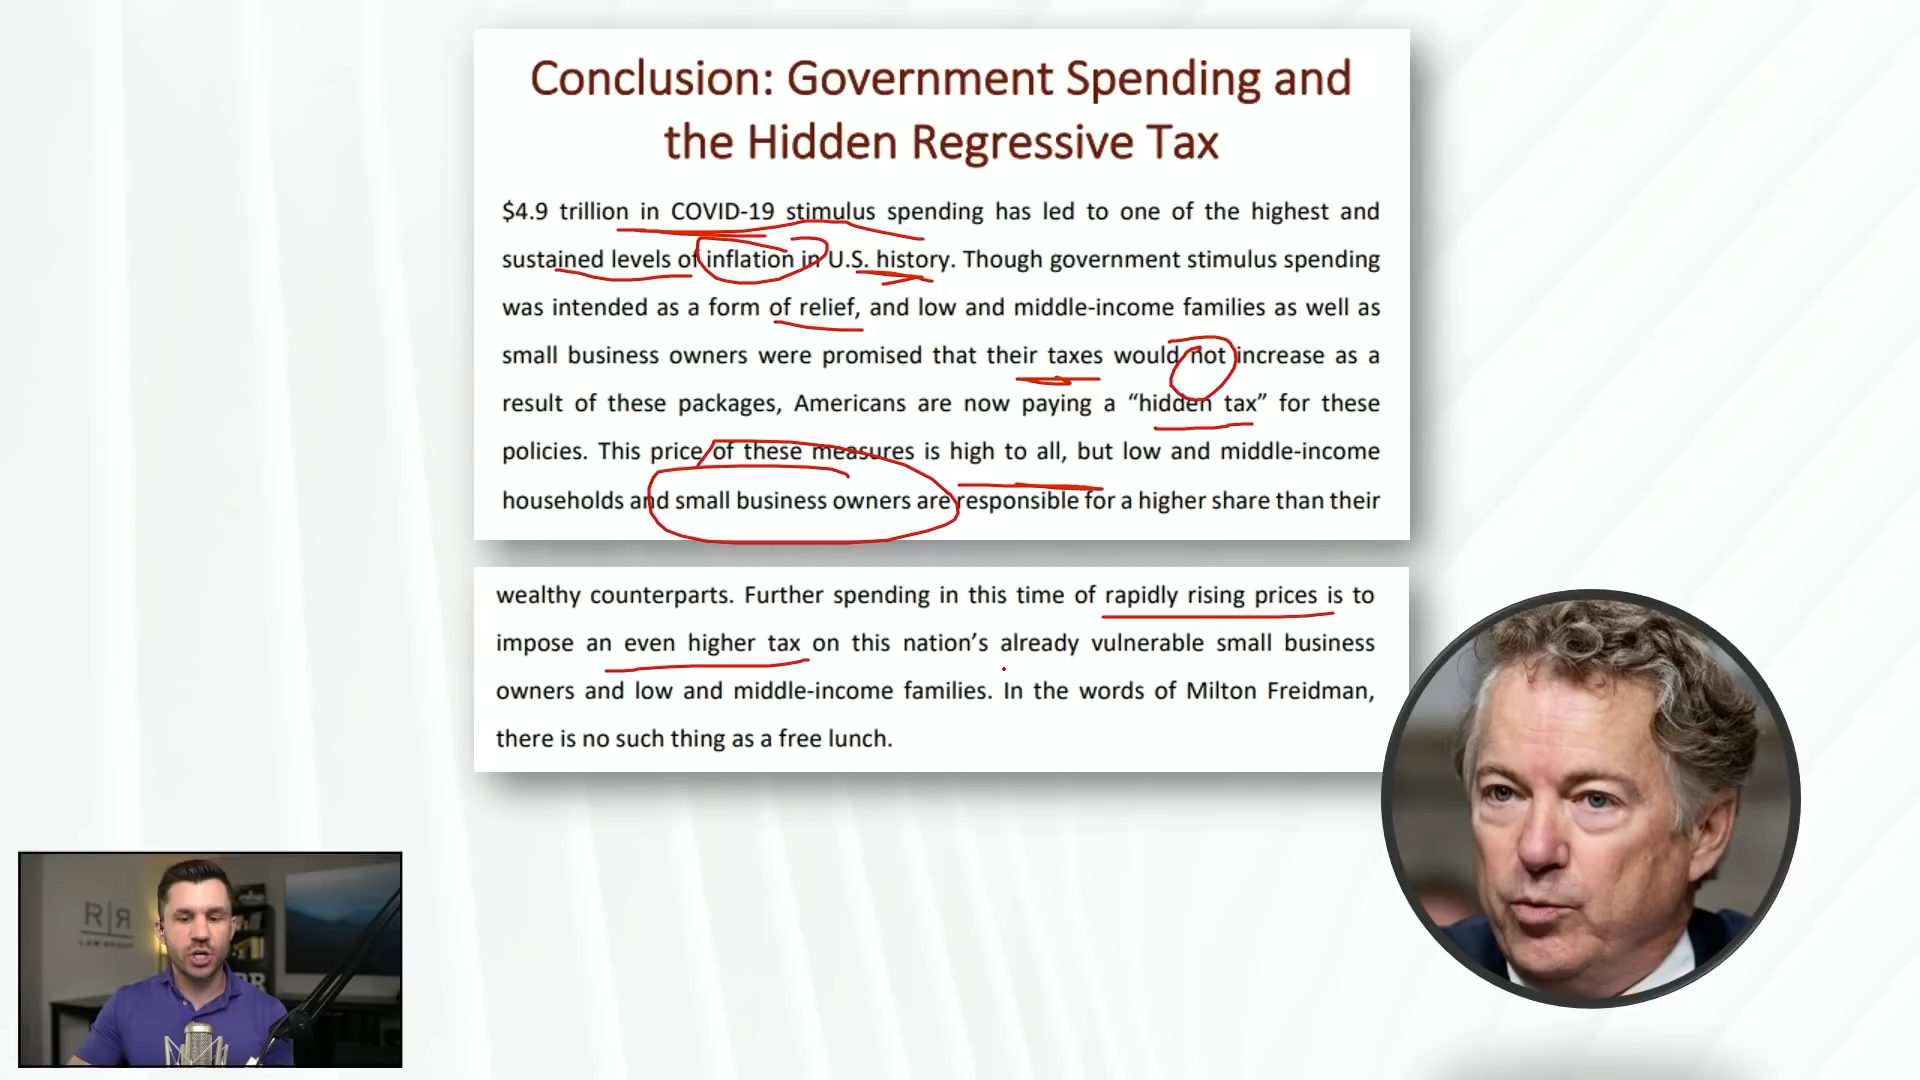 Conclusion: Government Spending and
the Hidden Regressive Tax
$4.9 trillion in COVID-19 stimulus spending has led to one of the highest and
sustained levels of inflation in U.S. history. Though government stimulus spending
was intended as a form of relief, and low and middle-income families as well as
small business owners were promised that their taxes would not increase as a
result of these packages, Americans are now paying a “hidden tax” for these
policies. This price of these measures is high to all, but low and middle-income
households and small business owners are responsible for a higher share than their
wealthy counterparts. Further spending in this time of rapidly rising prices is to
impose an even higher tax on this nation’s already vulnerable small business
owners and low and middle-income families. In the words of Milton Freidman,
there is no such thing as a free lunch.
R|Я
LAW GROUP